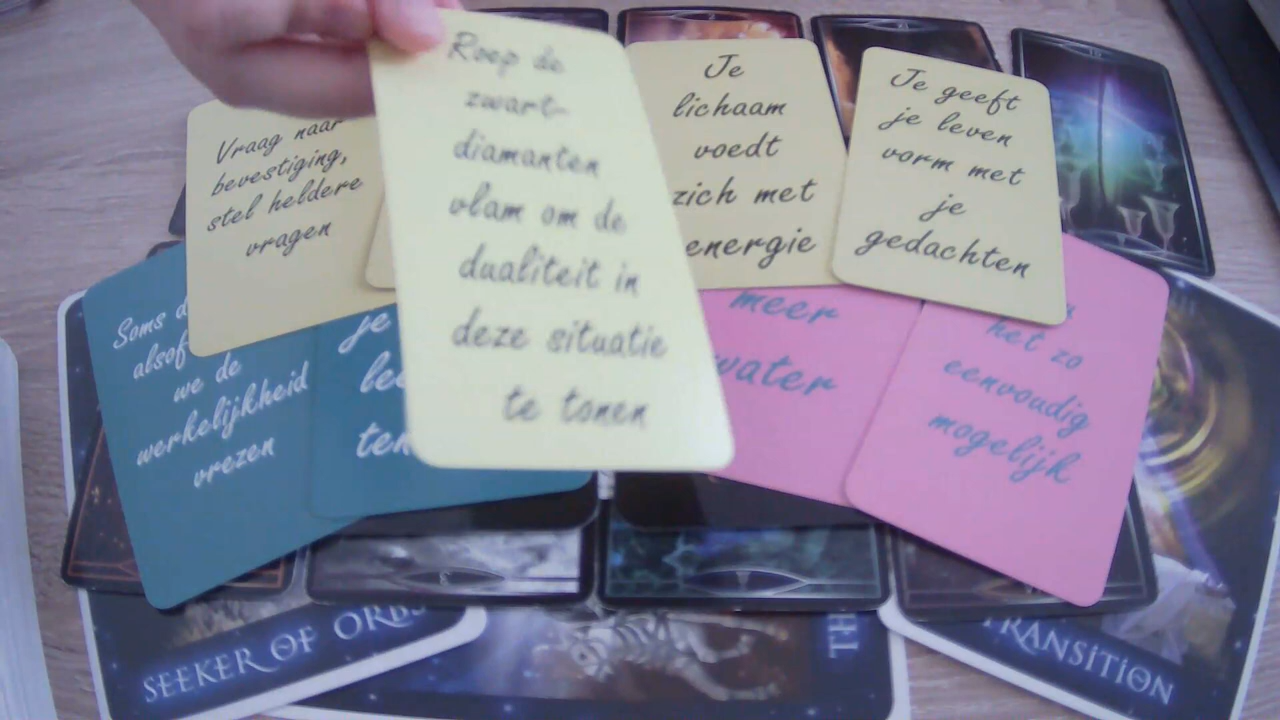 Roep de
zwart-
diamanten
vlam om de
dualiteit in
deze situatie
te tonen
Vraag naar
bevestiging,
stel heldere
vragen
Je
lichaam
voedt
zich met
energie
Je geeft
je leven
vorm met
je
gedachten
Soms
we de
werkelijkheid
vrezen
je
meer
water
het zo
eenvoudig
mogelijk
SEEKER OF ORBS
TRANSITION